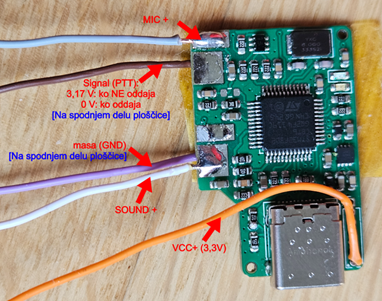 MIC +
Signal (PTT):
3,17 V: ko NE oddaja
0 V: ko oddaja
[Na spodnjem delu ploščice]
masa (GND)
[Na spodnjem delu ploščice]
SOUND +
VCC+ (3,3V)